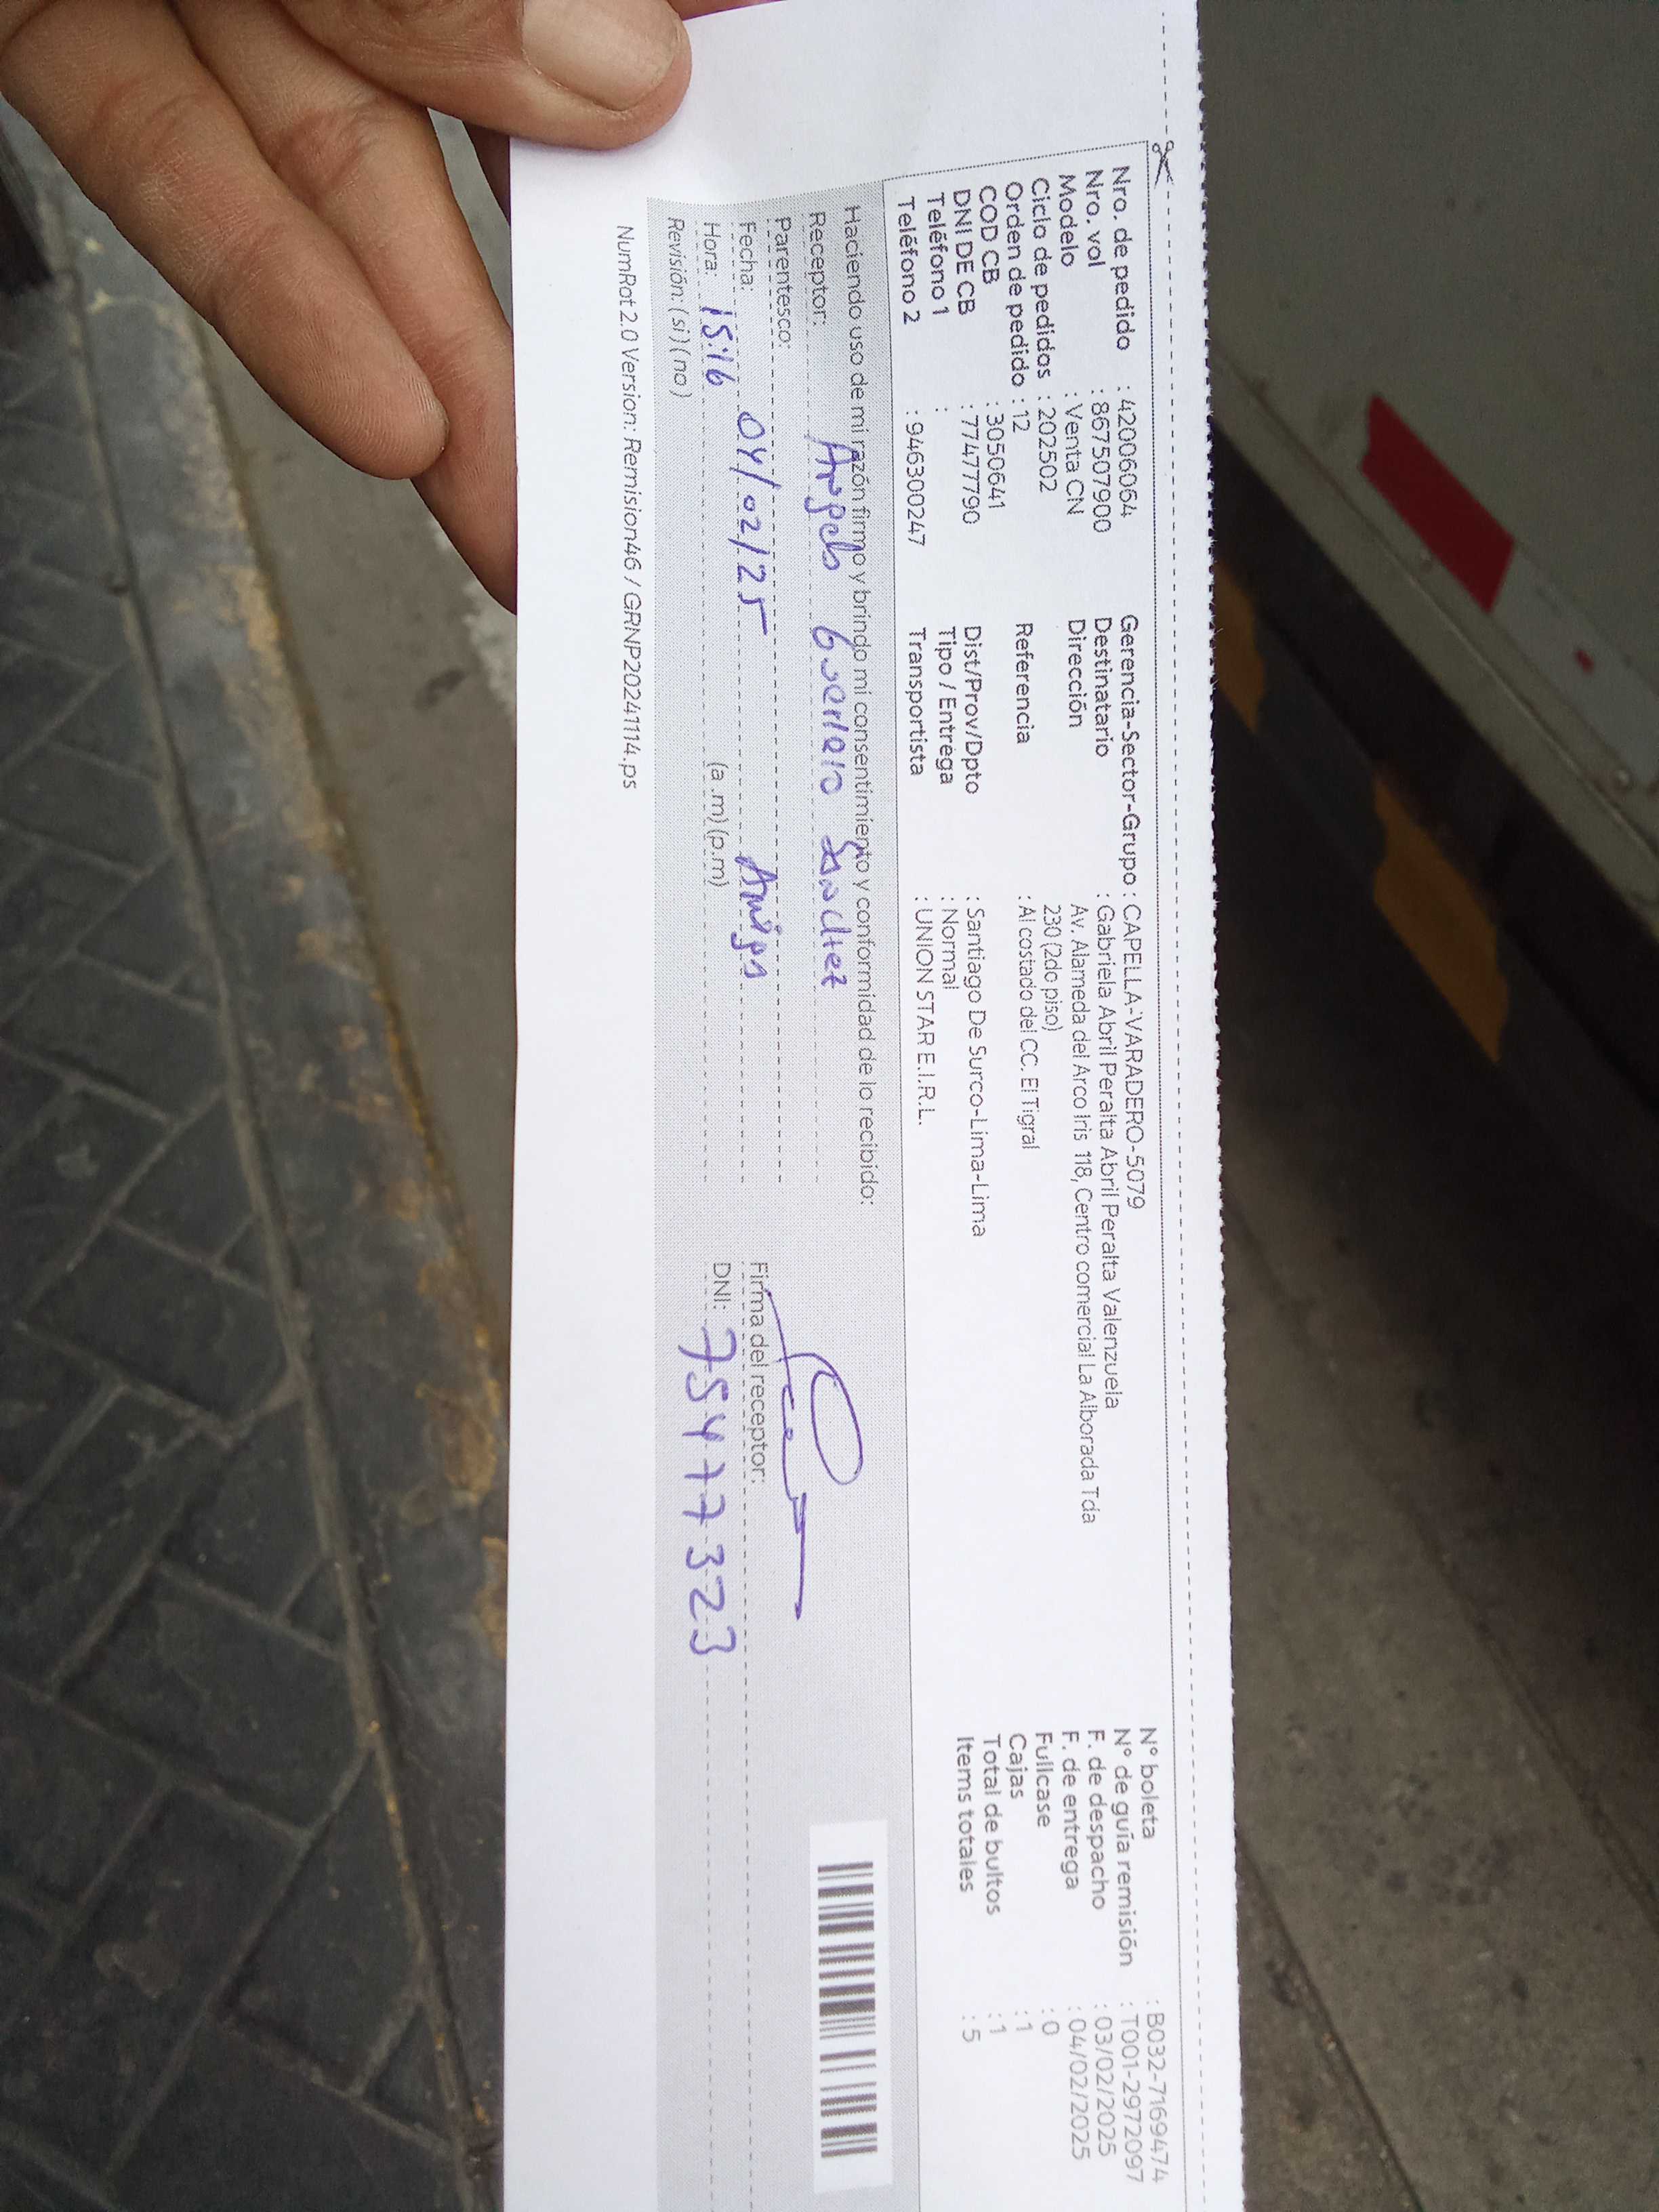 Nro. de pedido : 42006064
Nro. vol : 867507900
Modelo : Venta CN
Ciclo de pedidos : 202502
Orden de pedido : 12
COD CB : 3050641
DNI DE CB : 77477790
Teléfono 1 :
Teléfono 2 : 946300247
Gerencia-Sector-Grupo : CAPELLA-VARADERO-5079
Destinatario : Gabriela Abril Peralta Abril Peralta Valenzuela
Dirección Av. Alameda del Arco Iris 118, Centro comercial La Alborada Tda
230 (2do piso)
Referencia : Al costado del CC. El Tigral
Dist/Prov/Dpto : Santiago De Surco-Lima-Lima
Tipo / Entrega : Normal
Transportista : UNION STAR E.I.R.L.
N° boleta : B032-7169474
N° de guía remisión : T001-2972097
F. de despacho : 03/02/2025
F. de entrega : 04/02/2025
Fullcase : 0
Cajas : 1
Total de bultos : 1
Items totales : 5
Haciendo uso de mi razón firmo y brindo mi consentimiento y conformidad de lo recibido:
Receptor:
Parentesco: Amiga
Fecha: 04/02/25
Hora: 15:16 (a .m) (p.m)
Revisión: (si) (no)
Firma del receptor:
DNI: 75477323
NumRot 2.0 Version: Remision46 / GRNP20241114.ps